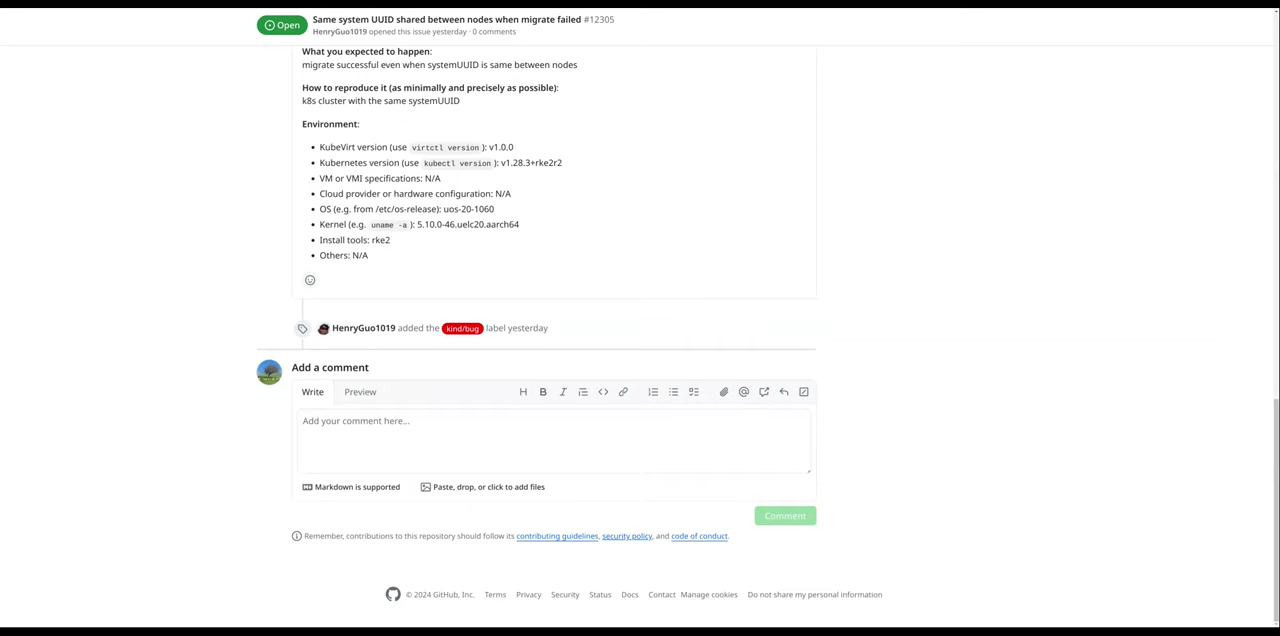 Open
Same system UUID shared between nodes when migrate failed #12305
HenryGuo1019 opened this issue yesterday · 0 comments
What you expected to happen:
migrate successful even when systemUUID is same between nodes
How to reproduce it (as minimally and precisely as possible):
k8s cluster with the same systemUUID
Environment:
• KubeVirt version (use virtctl version ): v1.0.0
• Kubernetes version (use kubectl version ): v1.28.3+rke2r2
• VM or VMI specifications: N/A
• Cloud provider or hardware configuration: N/A
• OS (e.g. from /etc/os-release): uos-20-1060
• Kernel (e.g. uname -a ): 5.10.0-46.uelc20.aarch64
• Install tools: rke2
• Others: N/A
HenryGuo1019 added the kind/bug label yesterday
Add a comment
Write Preview
Add your comment here...
Markdown is supported Paste, drop, or click to add files
Comment
Remember, contributions to this repository should follow its contributing guidelines, security policy, and code of conduct.
© 2024 GitHub, Inc. Terms Privacy Security Status Docs Contact Manage cookies Do not share my personal information